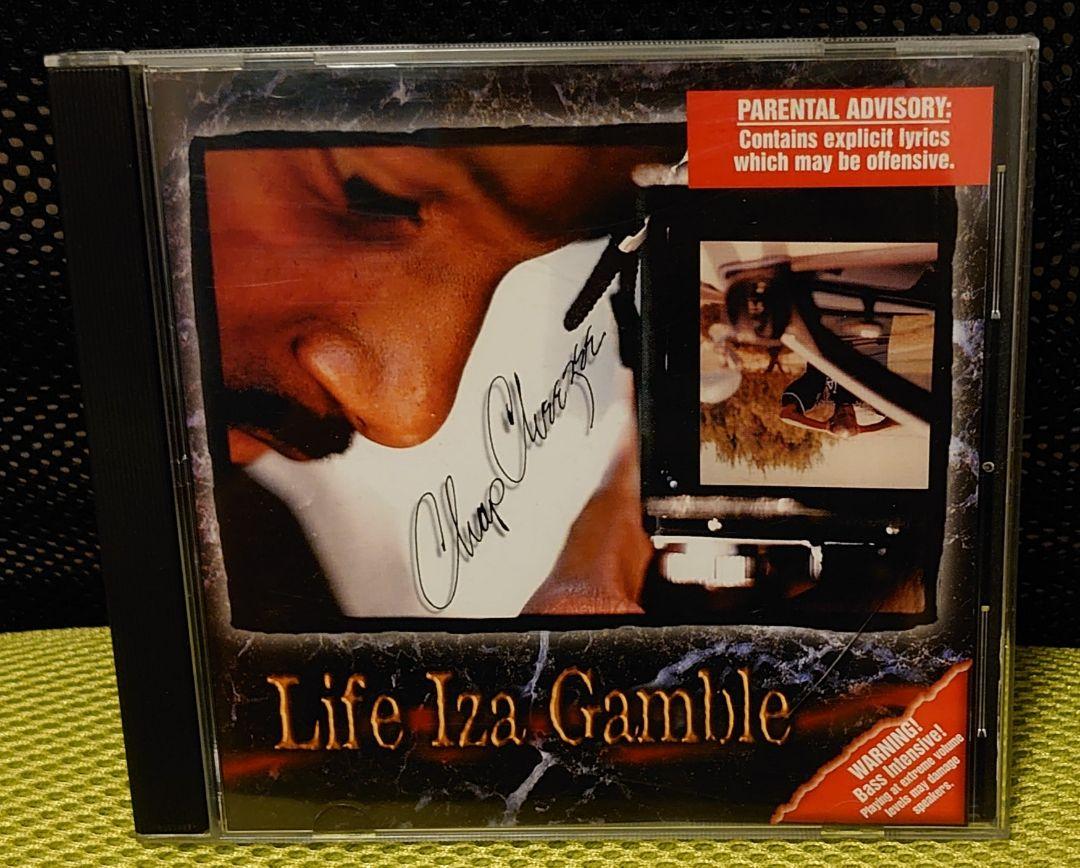 PARENTAL ADVISORY:
Contains explicit lyrics
which may be offensive.
Life Iza Gamble
WARNING!
Bass Intensive!
Playing at extreme volume
levels may damage
speakers.